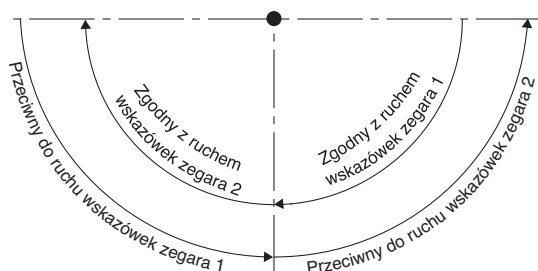 Zgodny z ruchem
wskazówek zegara 2
Zgodny z ruchem
wskazówek zegara 1
Przeciwny do ruchu wskazówek zegara 1
Przeciwny do ruchu wskazówek zegara 2